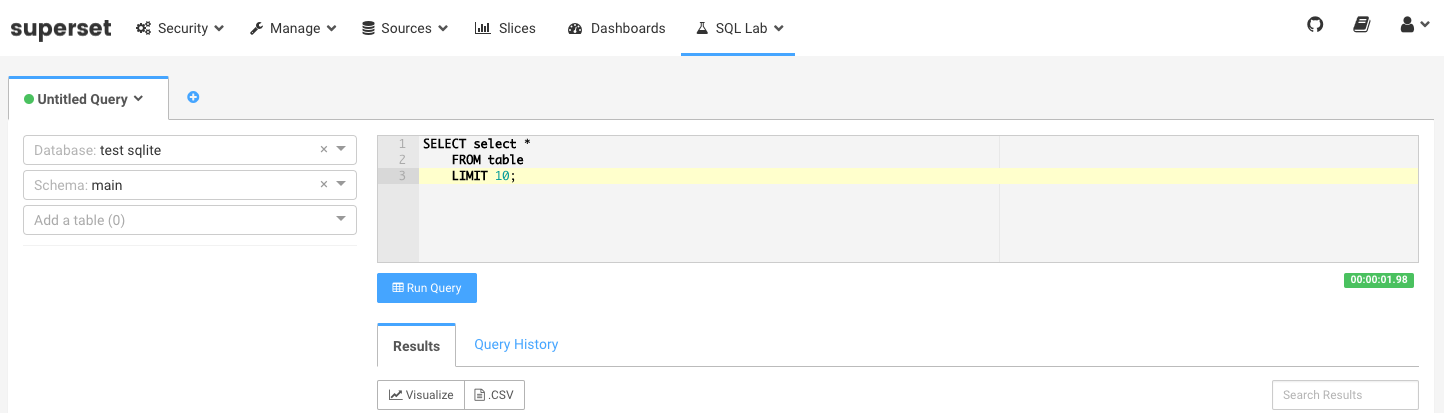 superset Security Manage Sources Slices Dashboards SQL Lab
Untitled Query
Database: test sqlite ×
Schema: main ×
Add a table (0)
1 SELECT select *
2 FROM table
3 LIMIT 10;
Run Query 00:00:01.98
Results Query History
Visualize .CSV Search Results